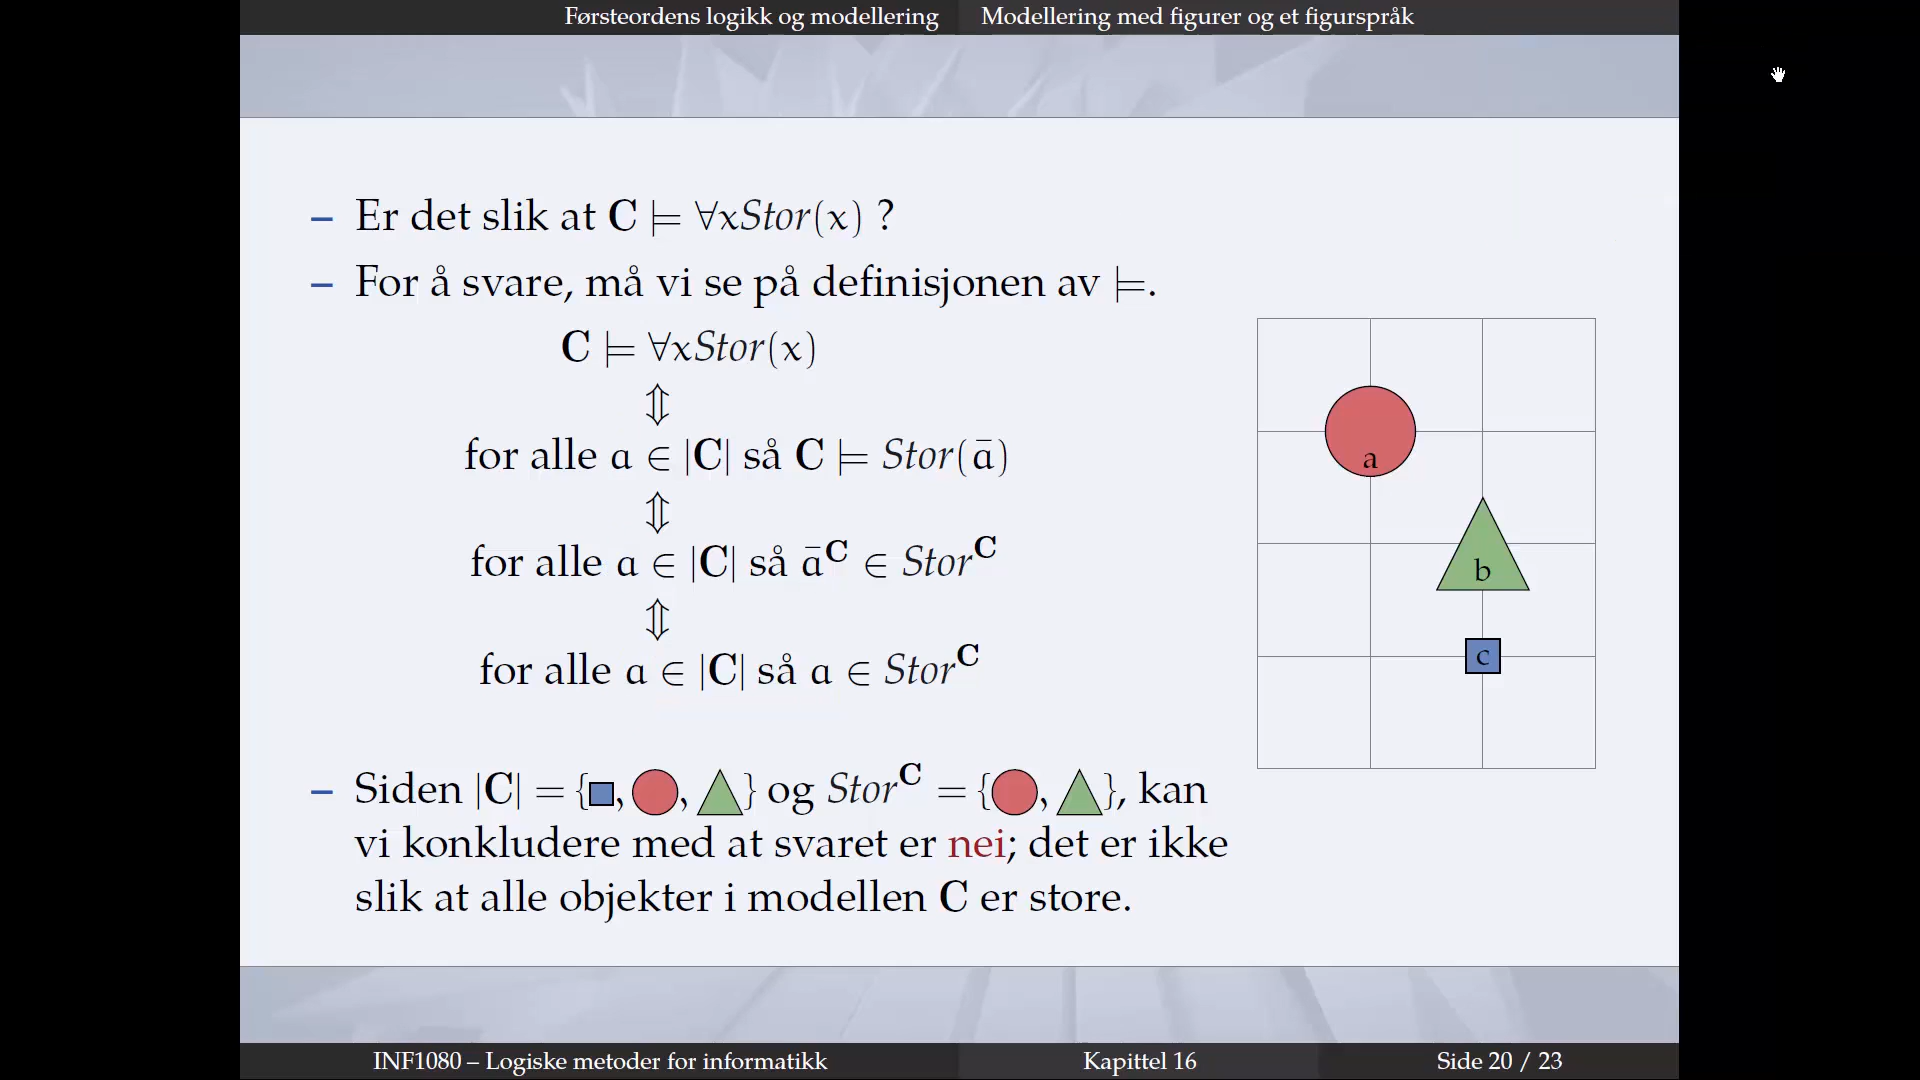 Førsteordens logikk og modellering Modellering med figurer og et figurspråk
– Er det slik at C ⊨ ∀xStor(x) ?
– For å svare, må vi se på definisjonen av ⊨.
C ⊨ ∀xStor(x)
⇕
for alle a ∈ |C| så C ⊨ Stor(ā)
⇕
for alle a ∈ |C| så ā^C ∈ Stor^C
⇕
for alle a ∈ |C| så a ∈ Stor^C
a
b
c
– Siden |C| = {■, ●, ▲} og Stor^C = {●, ▲}, kan
vi konkludere med at svaret er nei; det er ikke
slik at alle objekter i modellen C er store.
INF1080 – Logiske metoder for informatikk Kapittel 16 Side 20 / 23